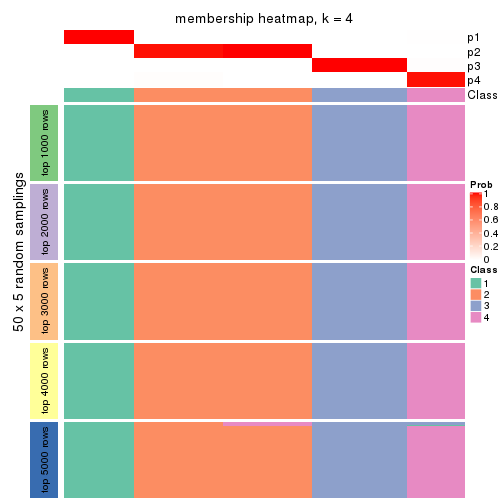 membership heatmap, k = 4
p1
p2
p3
p4
Class
50 x 5 random samplings
top 1000 rows
top 2000 rows
top 3000 rows
top 4000 rows
top 5000 rows
Prob
1
0.8
0.6
0.4
0.2
0
Class
1
2
3
4